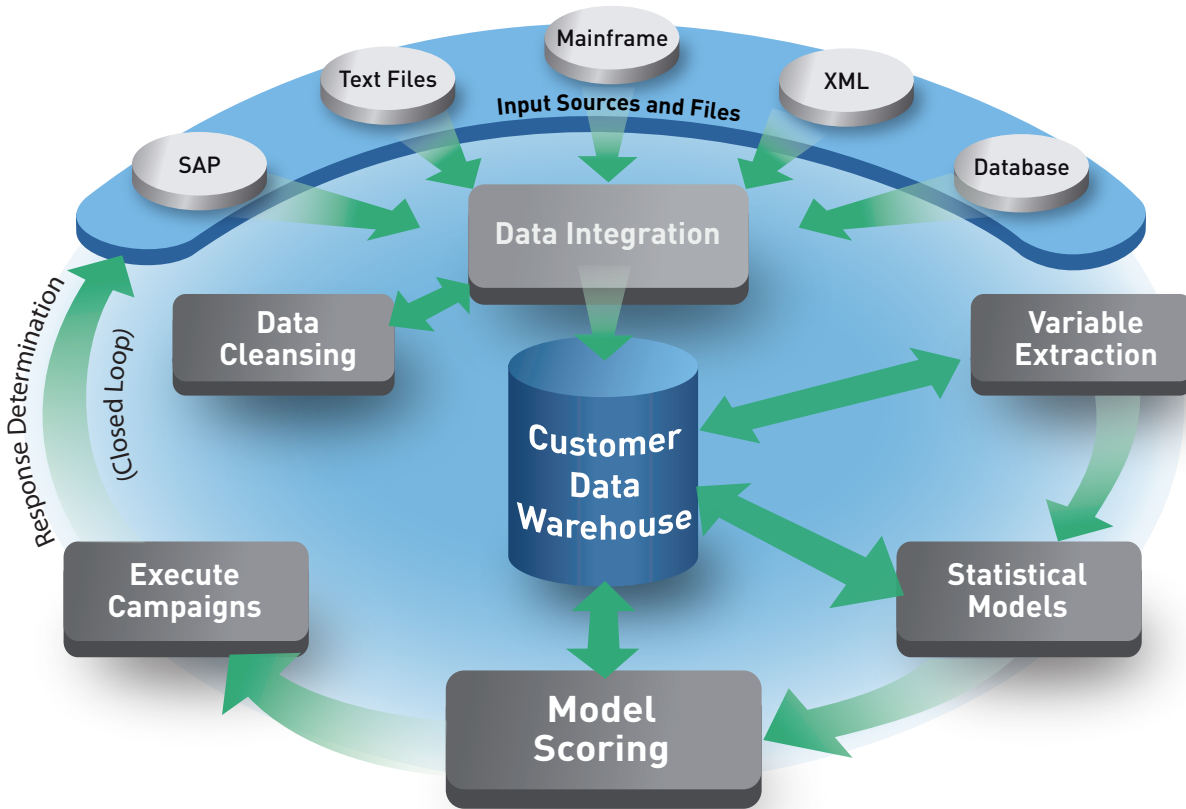 Mainframe
Text Files
XML
Input Sources and Files
SAP
Database
Data Integration
Data
Cleansing
Variable
Extraction
Response Determination
(Closed Loop)
Customer
Data
Warehouse
Execute
Campaigns
Statistical
Models
Model
Scoring